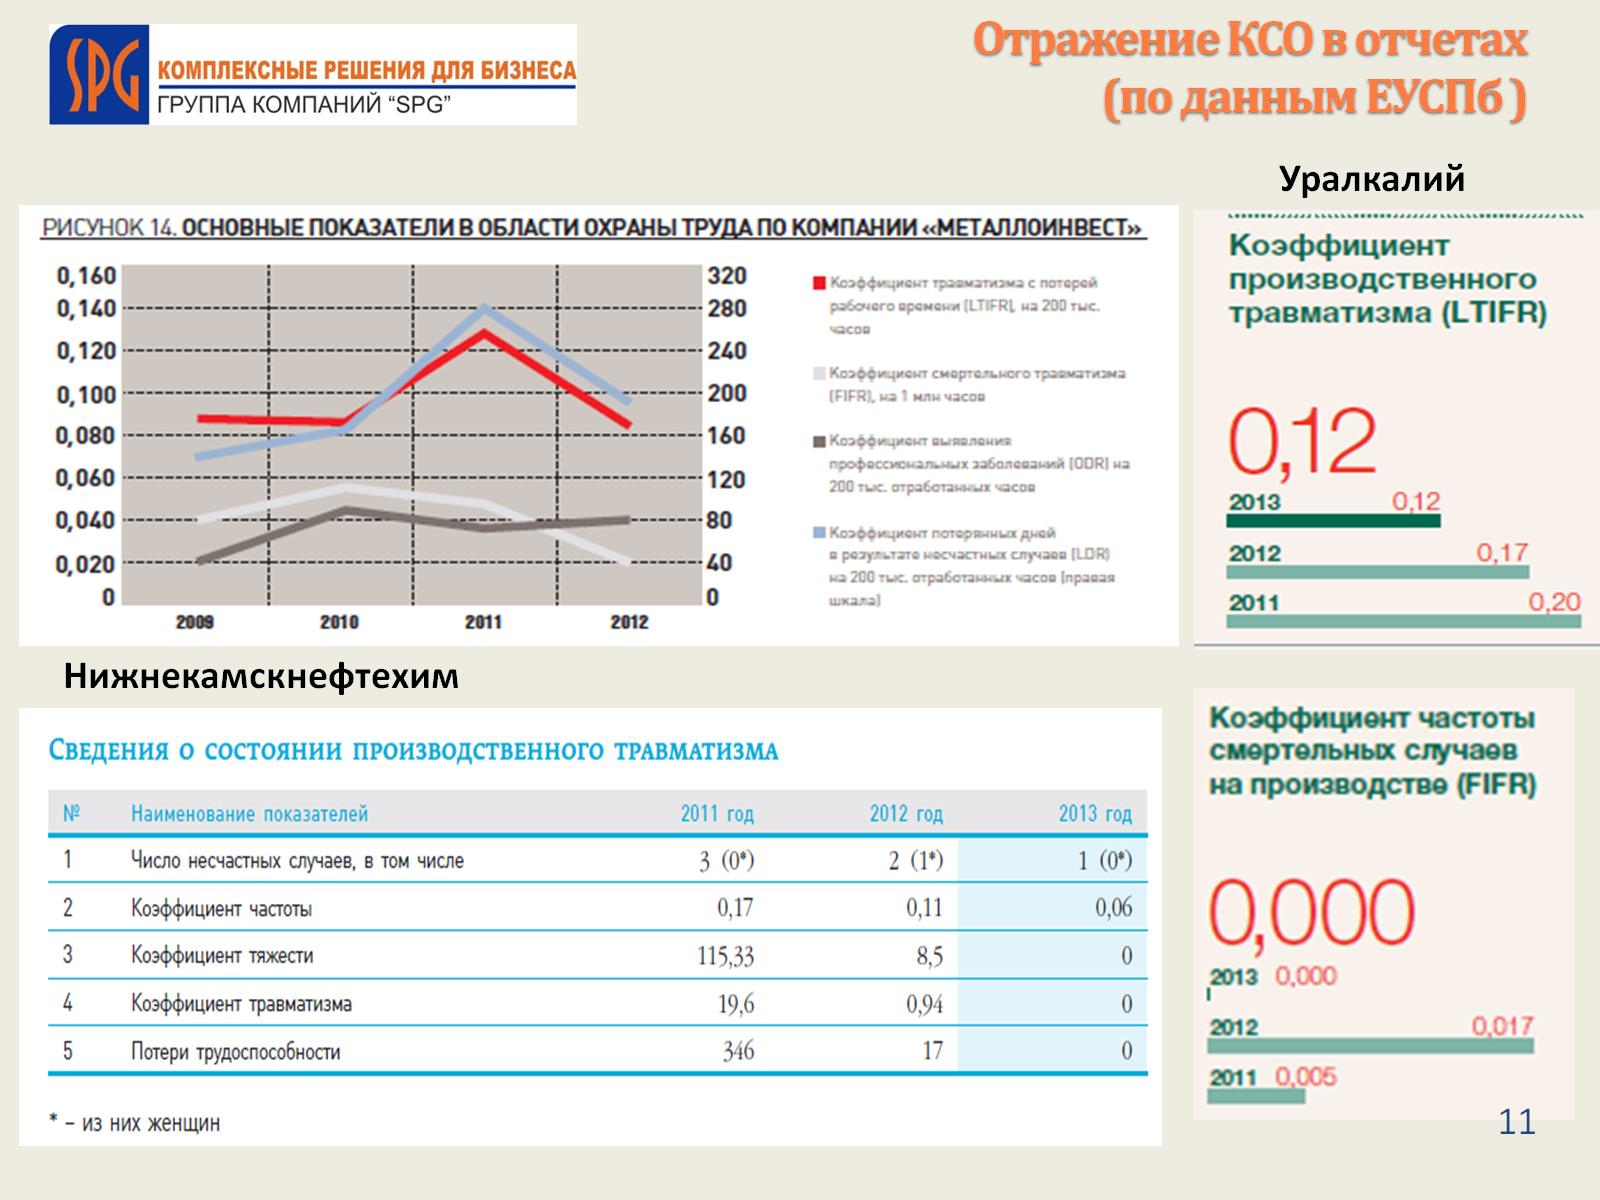 SPG
КОМПЛЕКСНЫЕ РЕШЕНИЯ ДЛЯ БИЗНЕСА
ГРУППА КОМПАНИЙ “SPG”
Отражение КСО в отчетах
(по данным ЕУСПб )
РИСУНОК 14. ОСНОВНЫЕ ПОКАЗАТЕЛИ В ОБЛАСТИ ОХРАНЫ ТРУДА ПО КОМПАНИИ «МЕТАЛЛОИНВЕСТ»
0,160
0,140
0,120
0,100
0,080
0,060
0,040
0,020
0
320
280
240
200
160
120
80
40
0
2009 2010 2011 2012
Коэффициент травматизма с потерей
рабочего времени (LTIFR), на 200 тыс.
часов
Коэффициент смертельного травматизма
(FIFR), на 1 млн часов
Коэффициент выявления
профессиональных заболеваний (ODR) на
200 тыс. отработанных часов
Коэффициент потерянных дней
в результате несчастных случаев (LDR)
на 200 тыс. отработанных часов (правая
шкала)
Уралкалий
Коэффициент
производственного
травматизма (LTIFR)
0,12
2013 0,12
2012 0,17
2011 0,20
Нижнекамскнефтехим
СВЕДЕНИЯ О СОСТОЯНИИ ПРОИЗВОДСТВЕННОГО ТРАВМАТИЗМА
№ Наименование показателей 2011 год 2012 год 2013 год
1 Число несчастных случаев, в том числе 3 (0*) 2 (1*) 1 (0*)
2 Коэффициент частоты 0,17 0,11 0,06
3 Коэффициент тяжести 115,33 8,5 0
4 Коэффициент травматизма 19,6 0,94 0
5 Потери трудоспособности 346 17 0
* – из них женщин
Коэффициент частоты
смертельных случаев
на производстве (FIFR)
0,000
2013 0,000
2012 0,017
2011 0,005
11